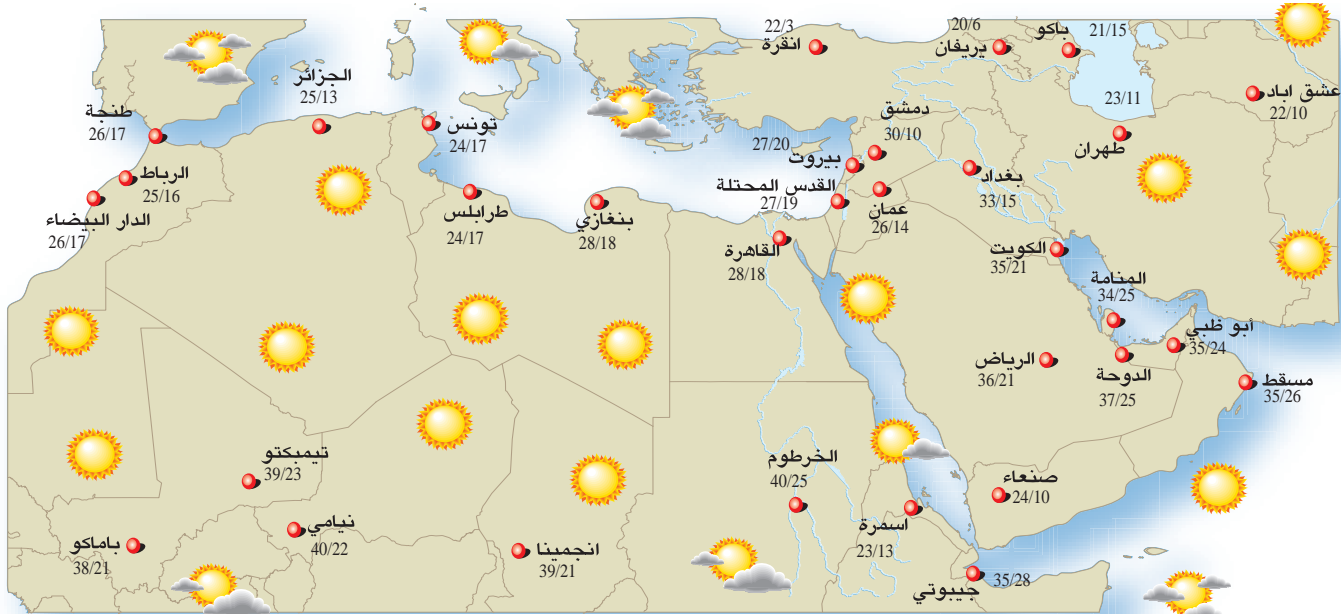 22/3
انقرة
20/6
يريفان
باكو
21/15
عشق اباد
22/10
23/11
طهران
الجزائر
25/13
طنجة
26/17
تونس
24/17
دمشق
30/10
27/20
بيروت
بغداد
33/15
الرباط
25/16
الدار البيضاء
26/17
طرابلس
24/17
بنغازي
28/18
القدس المحتلة
27/19
عمان
26/14
القاهرة
28/18
الكويت
35/21
المنامة
34/25
أبو ظبي
35/24
الرياض
36/21
الدوحة
37/25
مسقط
35/26
تيمبكتو
39/23
الخرطوم
40/25
صنعاء
24/10
اسمرة
23/13
نيامي
40/22
باماكو
38/21
انجمينا
39/21
35/28
جيبوتي